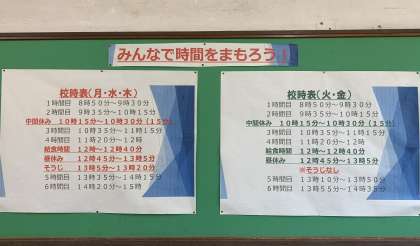 みんなで時間をまもろう！
校時表(月・水・木)
1時間目 8時50分～9時30分
2時間目 9時35分～10時15分
中間休み 10時15分～10時30分(15分)
3時間目 10時35分～11時15分
4時間目 11時20分～12時
給食時間 12時～12時40分
昼休み 12時45分～13時5分
そうじ 13時5分～13時20分
5時間目 13時35分～14時15分
6時間目 14時20分～15時
校時表(火・金)
1時間目 8時50分～9時30分
2時間目 9時35分～10時15分
中間休み 10時15分～10時30分(15分)
3時間目 10時35分～11時15分
4時間目 11時20分～12時
給食時間 12時～12時40分
昼休み 12時45分～13時5分
※そうじなし
5時間目 13時10分～13時50分
6時間目 13時55分～14時35分